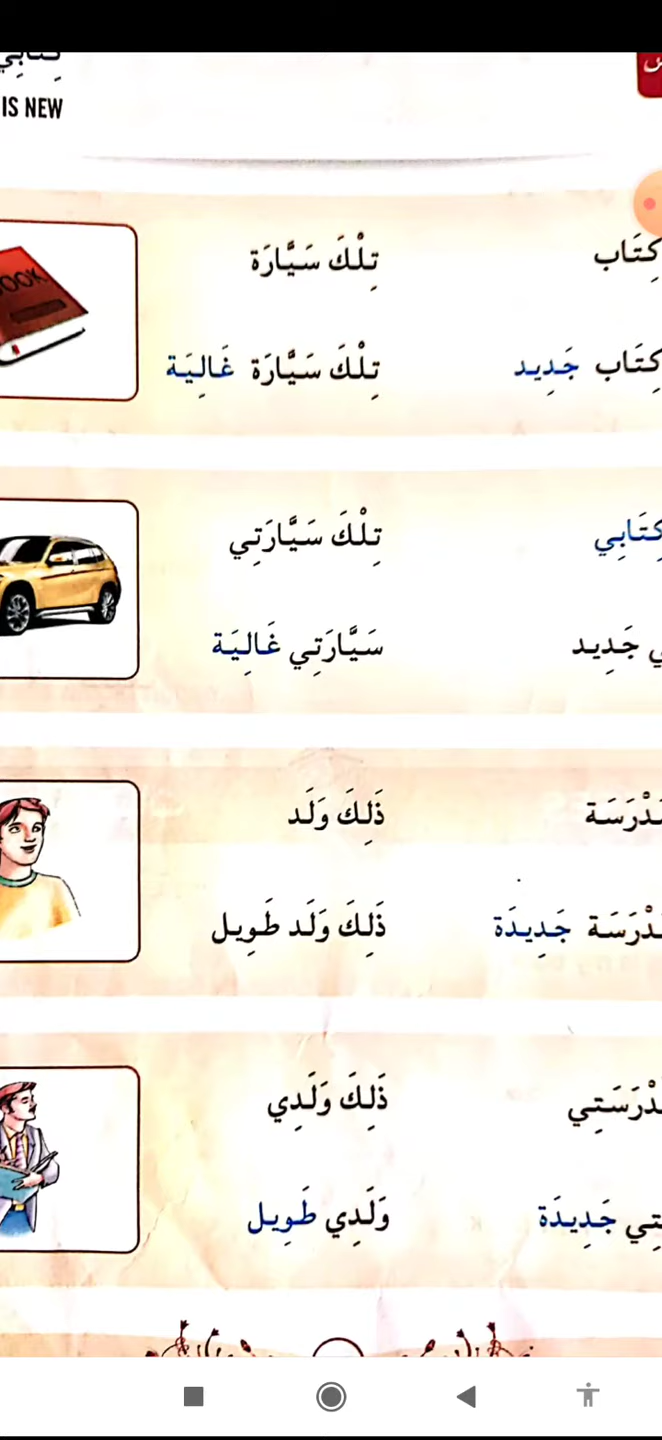 IS NEW
كِتَاب
تِلْكَ سَيَّارَة
كِتَاب جَدِيد
تِلْكَ سَيَّارَة غَالِيَة
BOOK
كِتَابِي
تِلْكَ سَيَّارَتِي
جَدِيد
سَيَّارَتِي غَالِيَة
ذَلِكَ وَلَد
جَدِيدَة
ذَلِكَ وَلَد طَوِيل
ذَلِكَ وَلَدِي
جَدِيدَة
وَلَدِي طَوِيل